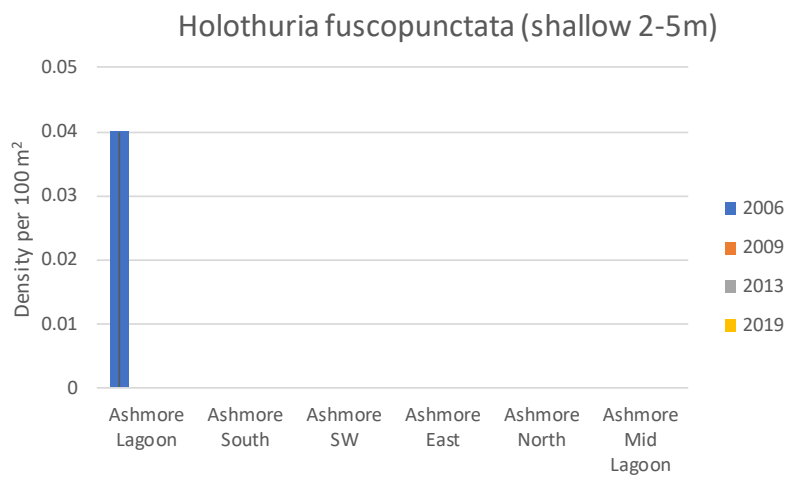 Holothuria fuscopunctata (shallow 2-5m)
0.05
0.04
0.03
0.02
0.01
0
Density per 100 m²
Ashmore
Lagoon
Ashmore
South
Ashmore
SW
Ashmore
East
Ashmore
North
Ashmore
Mid
Lagoon
2006
2009
2013
2019